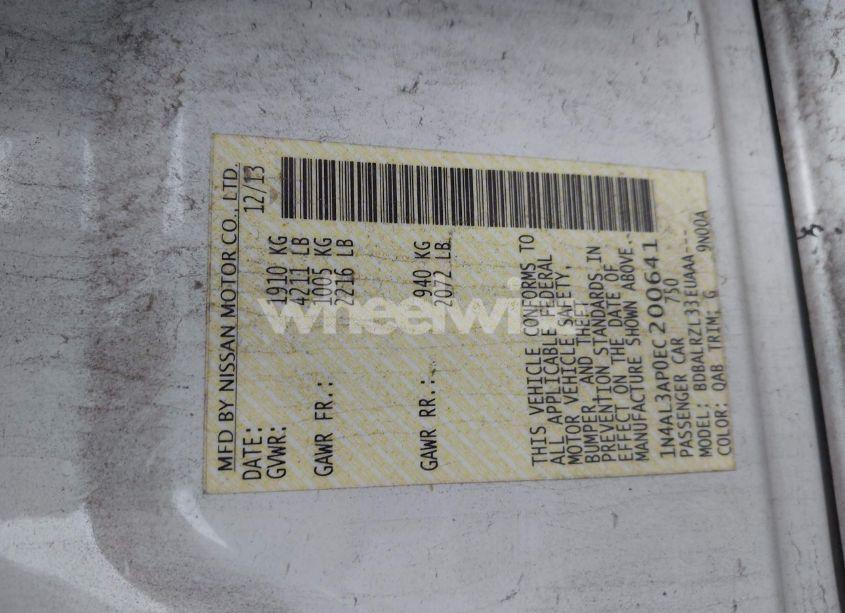 MFD BY NISSAN MOTOR CO., LTD.
DATE: 12/13
GVWR: 1910 KG
4211 LB
GAWR FR.: 1005 KG
2216 LB
GAWR RR.: 940 KG
2072 LB
THIS VEHICLE CONFORMS TO
ALL APPLICABLE FEDERAL
MOTOR VEHICLE SAFETY,
BUMPER, AND THEFT
PREVENTION STANDARDS IN
EFFECT ON THE DATE OF
MANUFACTURE SHOWN ABOVE.
1N4AL3AP0EC200641
PASSENGER CAR 750
MODEL: BDBALRZL33EUAAA---
COLOR: QAB TRIM: G 9N00A